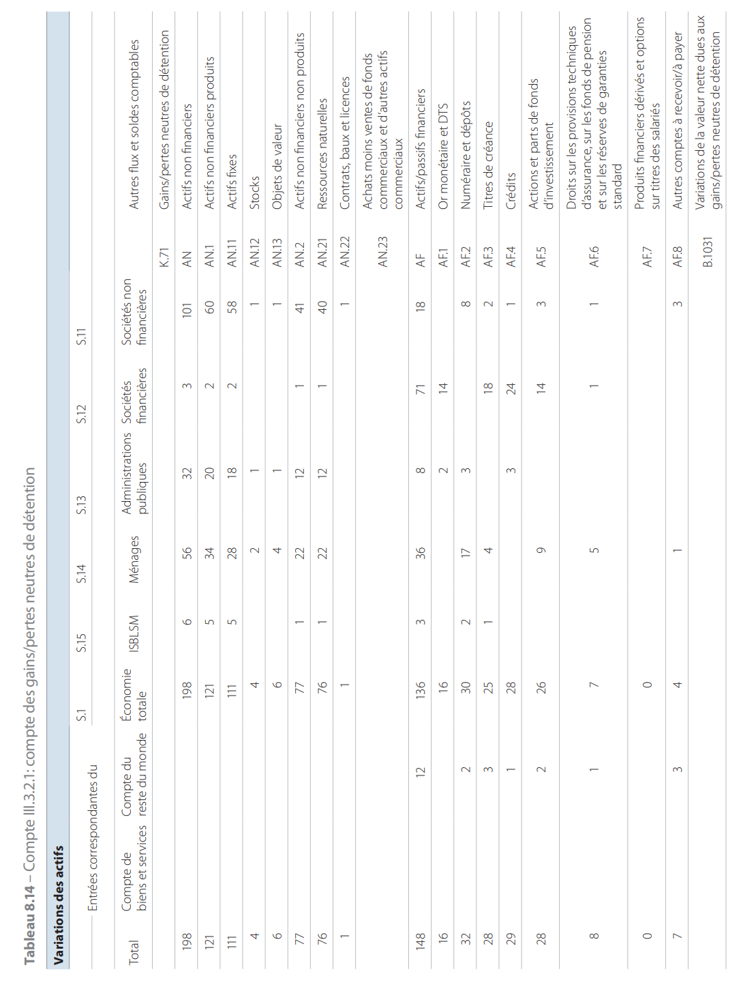 Tableau 8.14 – Compte III.3.2.1: compte des gains/pertes neutres de détention
Variations des actifs
S.1 S.15 S.14 S.13 S.12 S.11
Entrées correspondantes du
Total Compte de biens et services Compte du reste du monde Économie totale ISBLSM Ménages Administrations publiques Sociétés financières Sociétés non financières Autres flux et soldes comptables
K.71 Gains/pertes neutres de détention
198 198 6 56 32 3 101 AN Actifs non financiers
121 121 5 34 20 2 60 AN.1 Actifs non financiers produits
111 111 5 28 18 2 58 AN.11 Actifs fixes
4 4 2 1 1 AN.12 Stocks
6 6 4 1 1 AN.13 Objets de valeur
77 77 1 22 12 1 41 AN.2 Actifs non financiers non produits
76 76 1 22 12 1 40 AN.21 Ressources naturelles
1 1 1 AN.22 Contrats, baux et licences
AN.23 Achats moins ventes de fonds
commerciaux et d'autres actifs
commerciaux
148 12 136 3 36 8 71 18 AF Actifs/passifs financiers
16 16 2 14 AF.1 Or monétaire et DTS
32 2 30 2 17 3 8 AF.2 Numéraire et dépôts
28 3 25 1 4 18 2 AF.3 Titres de créance
29 1 28 3 24 1 AF.4 Crédits
28 2 26 9 14 3 AF.5 Actions et parts de fonds
d'investissement
8 1 7 5 1 1 AF.6 Droits sur les provisions techniques
d'assurance, sur les fonds de pension
et sur les réserves de garanties
standard
0 0 AF.7 Produits financiers dérivés et options
sur titres des salariés
7 3 4 1 3 AF.8 Autres comptes à recevoir/à payer
B.1031 Variations de la valeur nette dues aux
gains/pertes neutres de détention